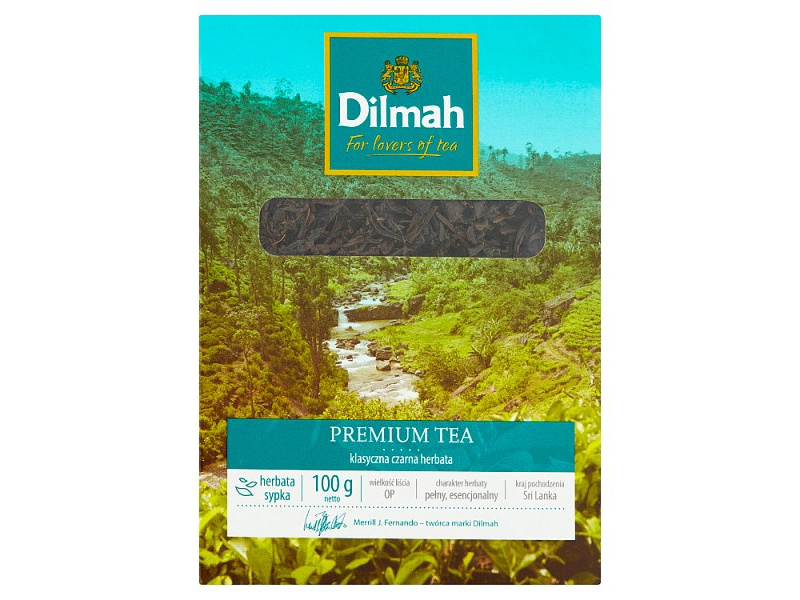 Dilmah
For lovers of tea
PREMIUM TEA
klasyczna czarna herbata
herbata
sypka
100 g
netto
wielkość liścia
OP
charakter herbaty
pełny, esencjonalny
kraj pochodzenia
Sri Lanka
Merrill J. Fernando – twórca marki Dilmah